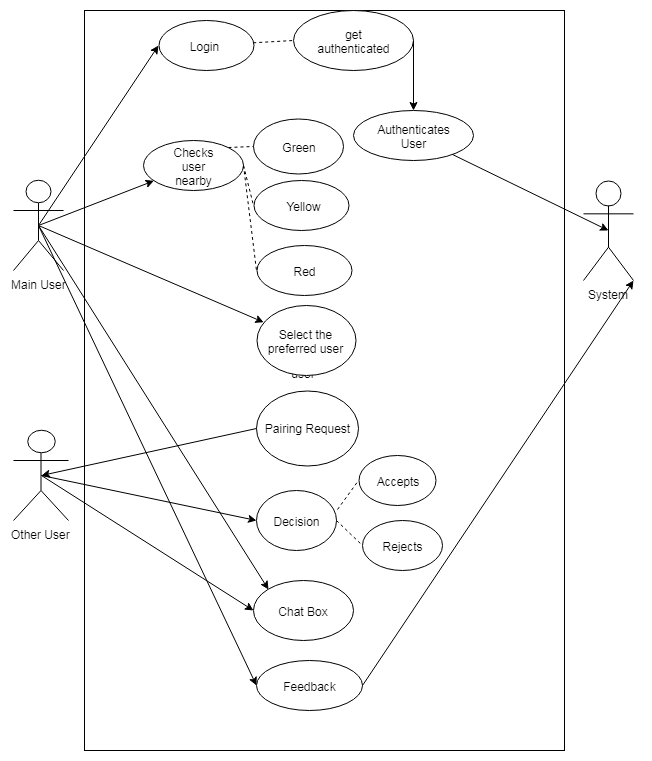 Login
get
authenticated
Authenticates
User
Checks
user
nearby
Green
Yellow
Red
Main User
System
Select the
preferred user
user
Pairing Request
Other User
Decision
Accepts
Rejects
Chat Box
Feedback